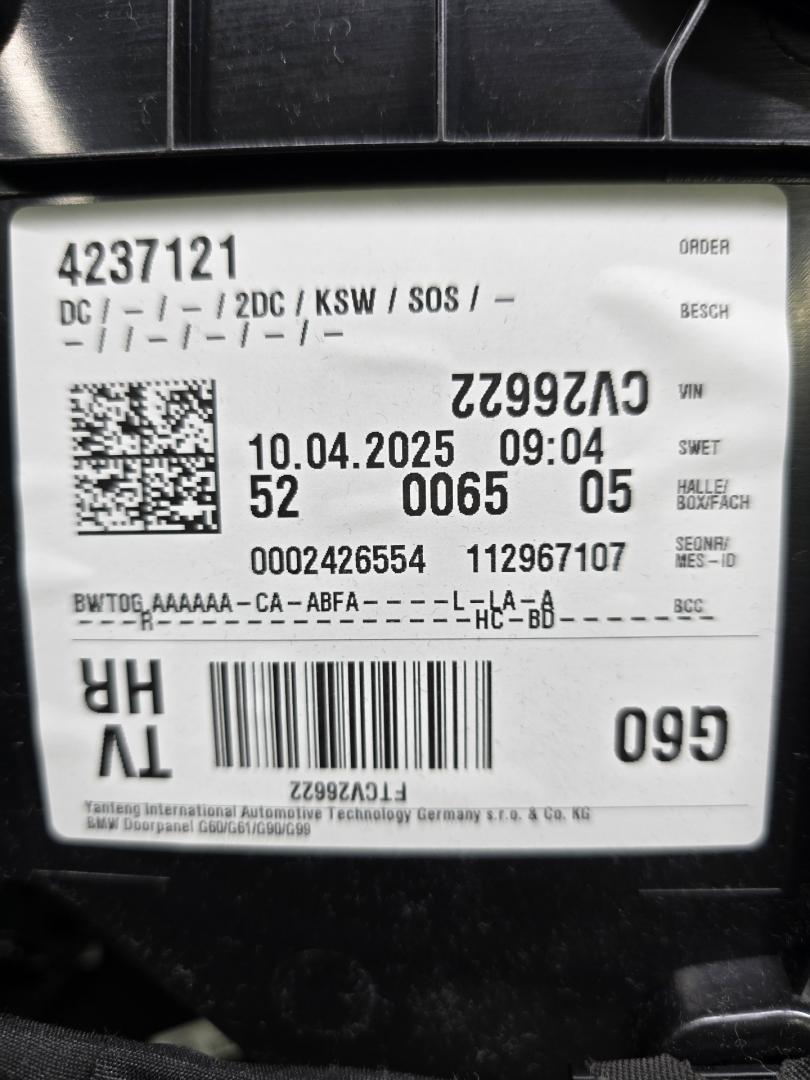 4237121 ORDER
DC / - / - / 2DC / KSW / SOS / - BESCH
- / / - / - / - / -
CV26622 VIN
10.04.2025 09:04 SWET
52 0065 05 HALLE/
BOX/FACH
0002426554 112967107 SEQNR/
MES-ID
BWTOG AAAAAA-CA-ABFA----L-LA-A BCC
----R----------------HC-BD-------
TV
HR
G60
FTCV26622
Yanfeng International Automotive Technology Germany s.r.o. & Co. KG
BMW Doorpanel G60/G61/G90/G99